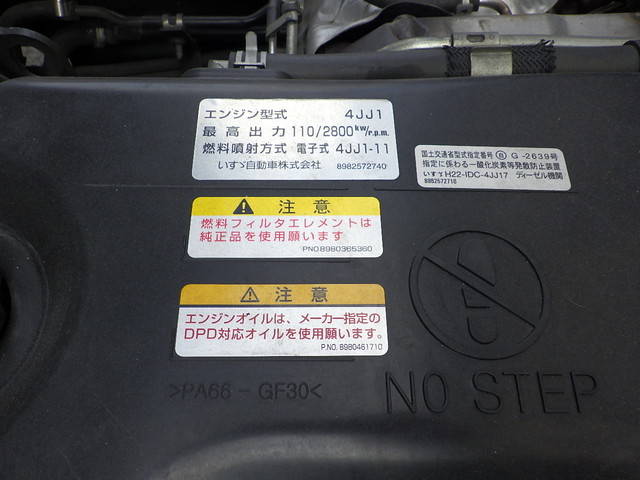 エンジン型式 4JJ1
最高出力 110/2800kw/r.p.m.
燃料噴射方式 電子式 4JJ1-11
いすゞ自動車株式会社 8982572740
国土交通省型式指定番号 ⑧ G-2639号
指定に係わる一酸化炭素等発散防止装置
いすゞH22-IDC-4JJ17 ディーゼル機関
8982572710
⚠ 注意
燃料フィルタエレメントは
純正品を使用願います
PNO8980365360
⚠ 注意
エンジンオイルは、メーカー指定の
DPD対応オイルを使用願います。
P.NO. 8980461710
>PA66-GF30<
NO STEP